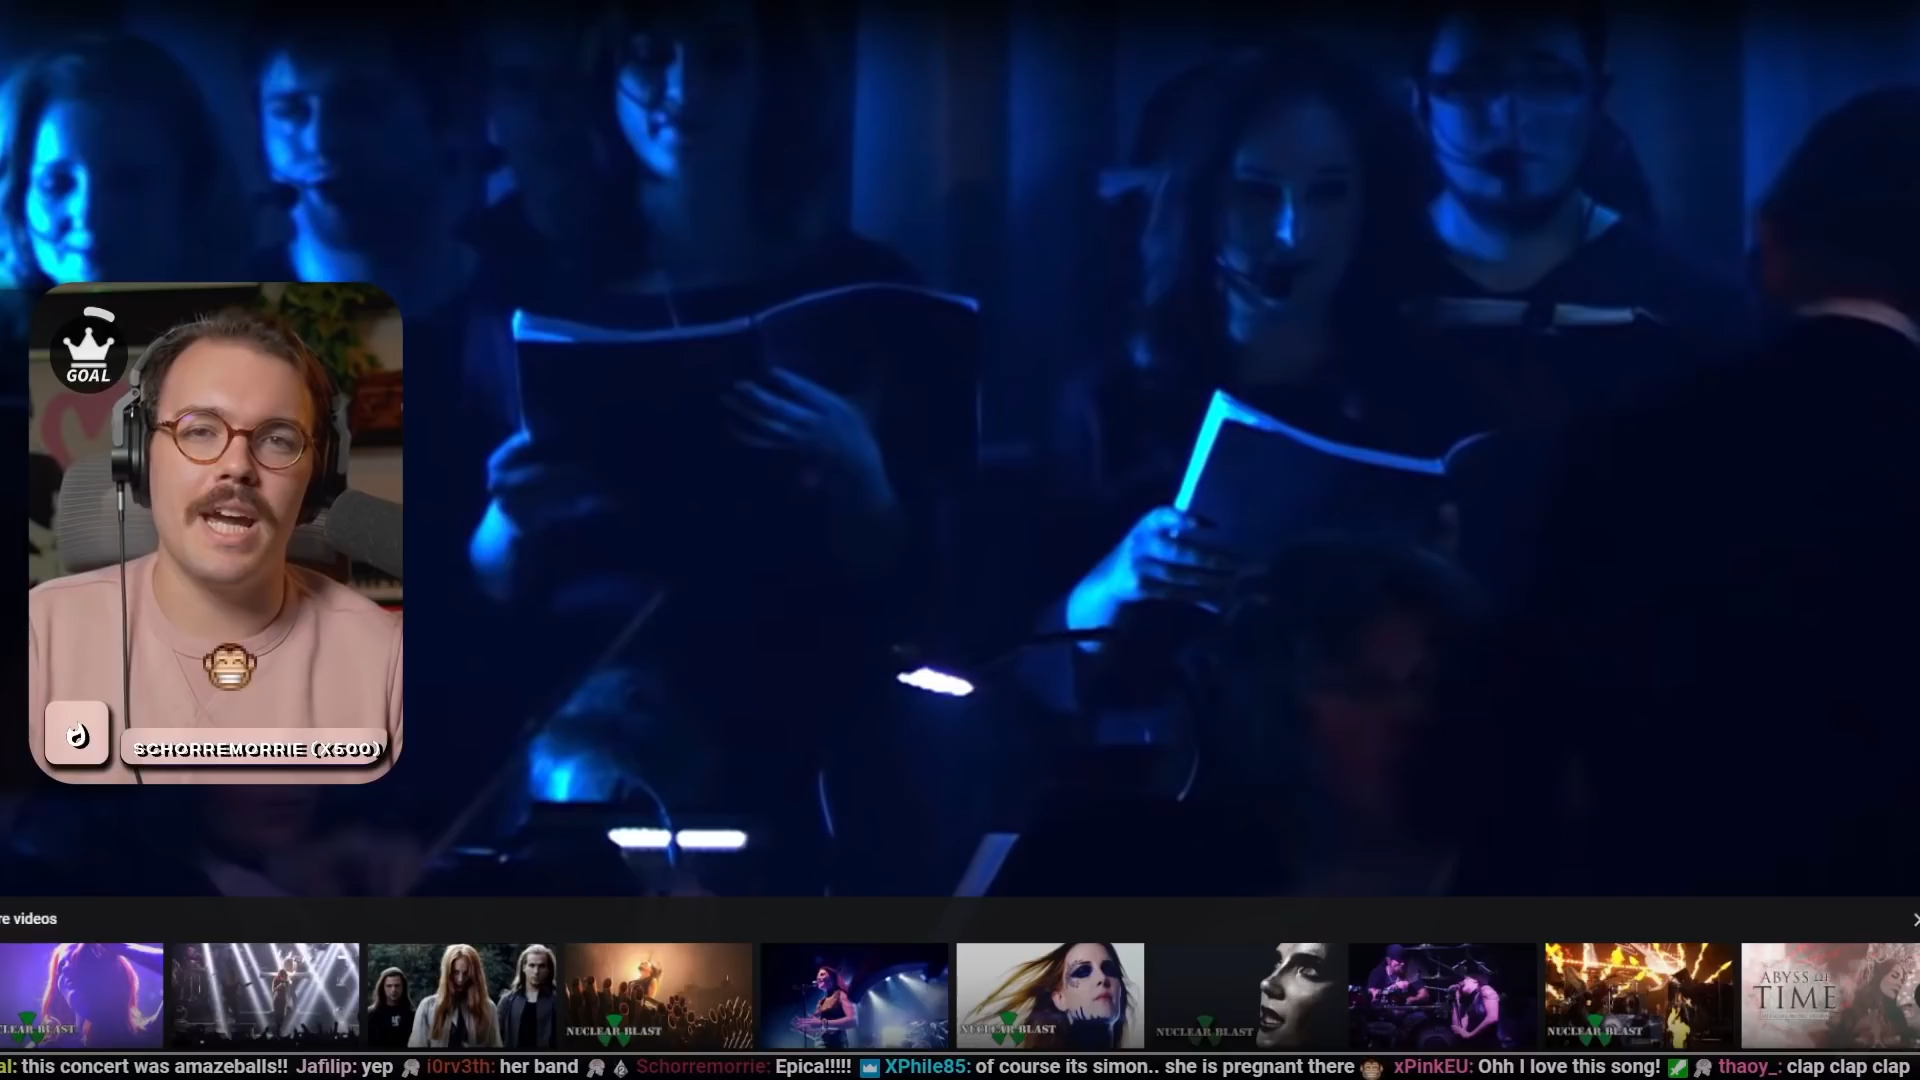 GOAL
SCHORREMORRIE (X500)
re videos
CLEAR BLAST
NUCLEAR BLAST
NUCLEAR BLAST
NUCLEAR BLAST
NUCLEAR BLAST
ABYSS OF
TIME
al: this concert was amazeballs!! Jafilip: yep i0rv3th: her band Schorremorrie: Epica!!!!! XPhile85: of course its simon.. she is pregnant there xPinkEU: Ohh I love this song! thaoy_: clap clap clap